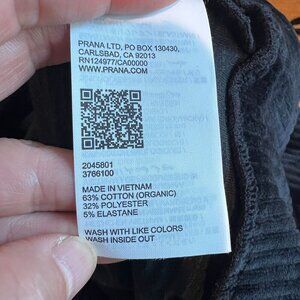 PRANA LTD, PO BOX 130430,
CARLSBAD, CA 92013
RN124977/CA00000
WWW.PRANA.COM
2045801
3766100
MADE IN VIETNAM
63% COTTON (ORGANIC)
32% POLYESTER
5% ELASTANE
WASH WITH LIKE COLORS
WASH INSIDE OUT